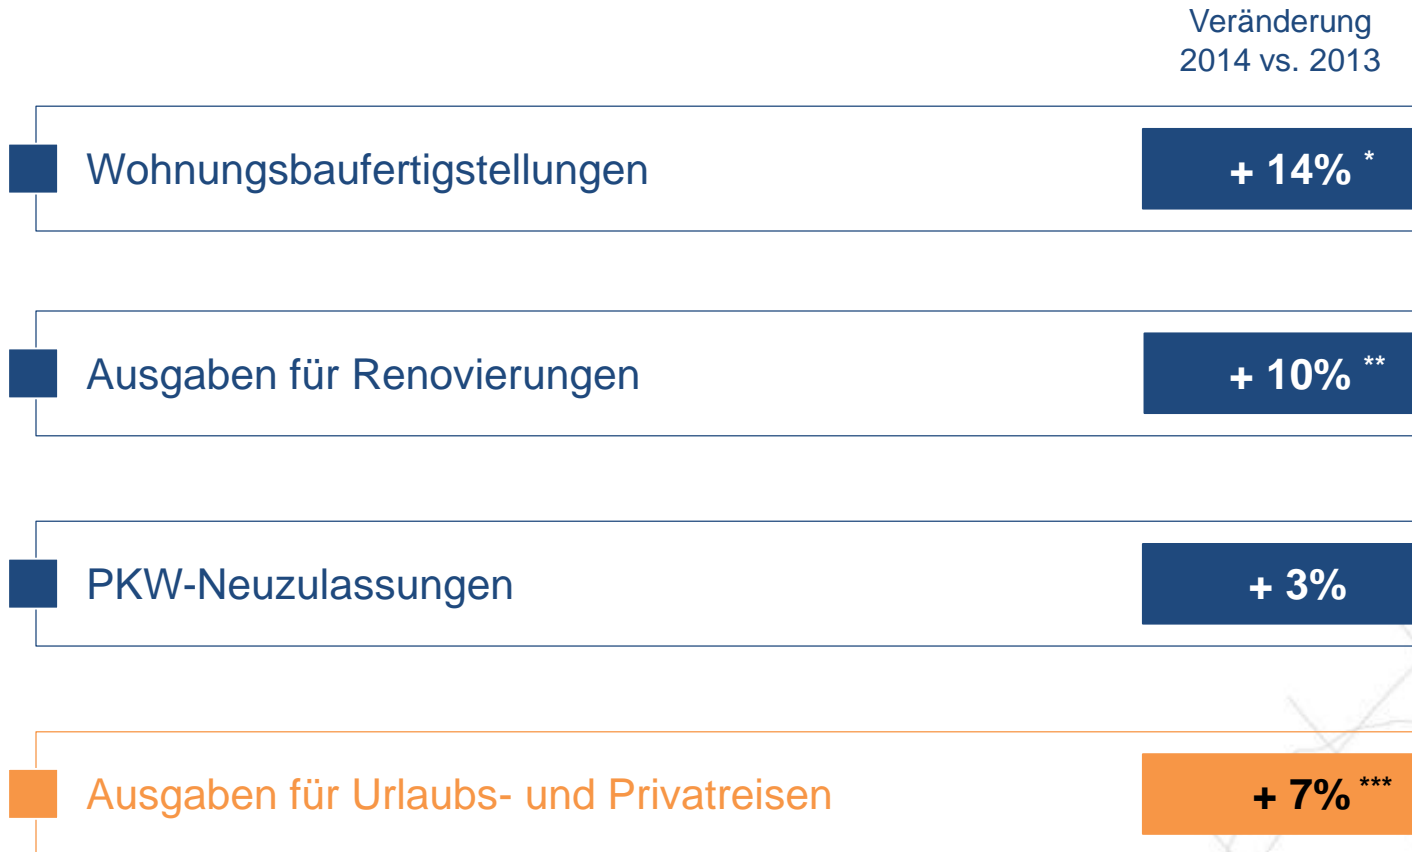 Veränderung
2014 vs. 2013
Wohnungsbaufertigstellungen + 14% *
Ausgaben für Renovierungen + 10% **
PKW-Neuzulassungen + 3%
Ausgaben für Urlaubs- und Privatreisen + 7% ***